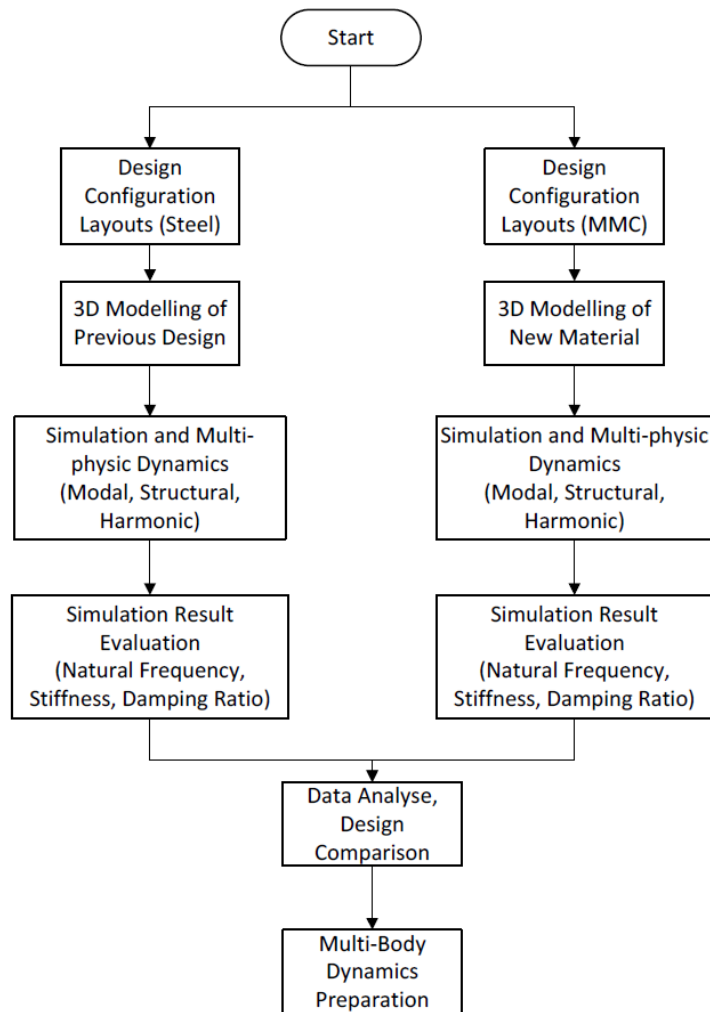 Start
Design
Configuration
Layouts (Steel)
Design
Configuration
Layouts (MMC)
3D Modelling of
Previous Design
3D Modelling of
New Material
Simulation and Multi-
physic Dynamics
(Modal, Structural,
Harmonic)
Simulation and Multi-physic
Dynamics
(Modal, Structural,
Harmonic)
Simulation Result
Evaluation
(Natural Frequency,
Stiffness, Damping Ratio)
Simulation Result
Evaluation
(Natural Frequency,
Stiffness, Damping Ratio)
Data Analyse,
Design
Comparison
Multi-Body
Dynamics
Preparation